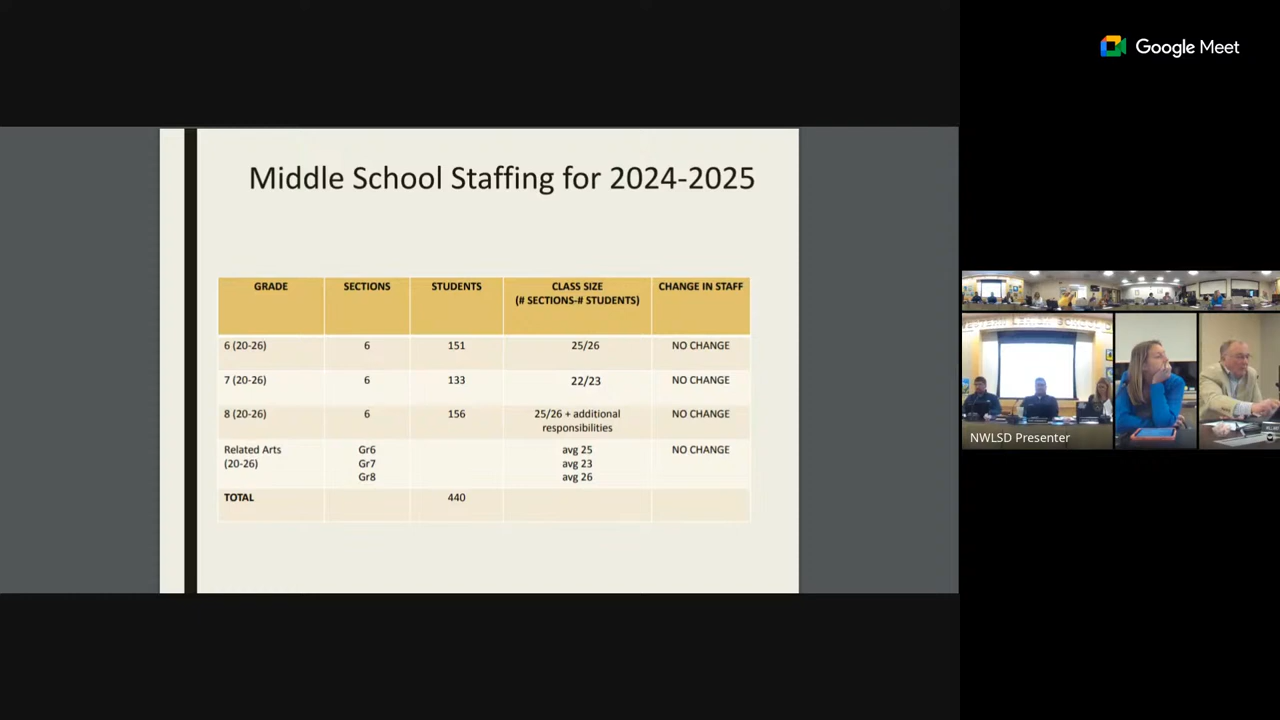 Google Meet
Middle School Staffing for 2024-2025
GRADE SECTIONS STUDENTS CLASS SIZE CHANGE IN STAFF
(# SECTIONS-# STUDENTS)
6 (20-26) 6 151 25/26 NO CHANGE
7 (20-26) 6 133 22/23 NO CHANGE
8 (20-26) 6 156 25/26 + additional NO CHANGE
responsibilities
Related Arts Gr6 avg 25 NO CHANGE
(20-26) Gr7 avg 23
Gr8 avg 26
TOTAL 440
NWLSD Presenter